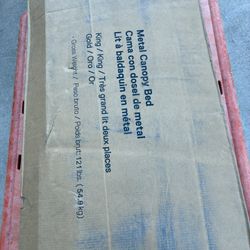 Metal Canopy Bed
Cama con dosel de metal
Lit à baldaquin en métal
King / King / Très grand lit deux places
Gold / Oro / Or
Gross Weight / Peso bruto / Poids brut: 121 lbs. (54.9 kg)